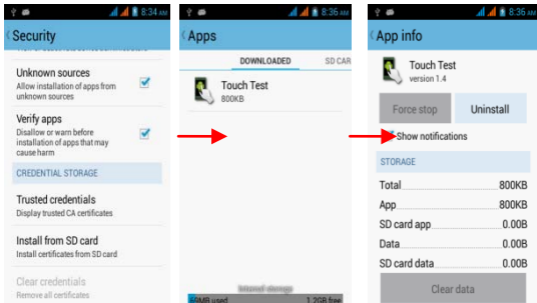 8:34 AM
Security
Unknown sources
Allow installation of apps from
unknown sources
Verify apps
Disallow or warn before
installation of apps that may
cause harm
CREDENTIAL STORAGE
Trusted credentials
Display trusted CA certificates
Install from SD card
Install certificates from SD card
Clear credentials
Remove all certificates
8:36 AM
Apps
DOWNLOADED SD CAR
Touch Test
800KB
Internal storage
MB used 1.2GB free
8:36 AM
App info
Touch Test
version 1.4
Force stop Uninstall
Show notifications
STORAGE
Total 800KB
App 800KB
SD card app 0.00B
Data 0.00B
SD card data 0.00B
Clear data